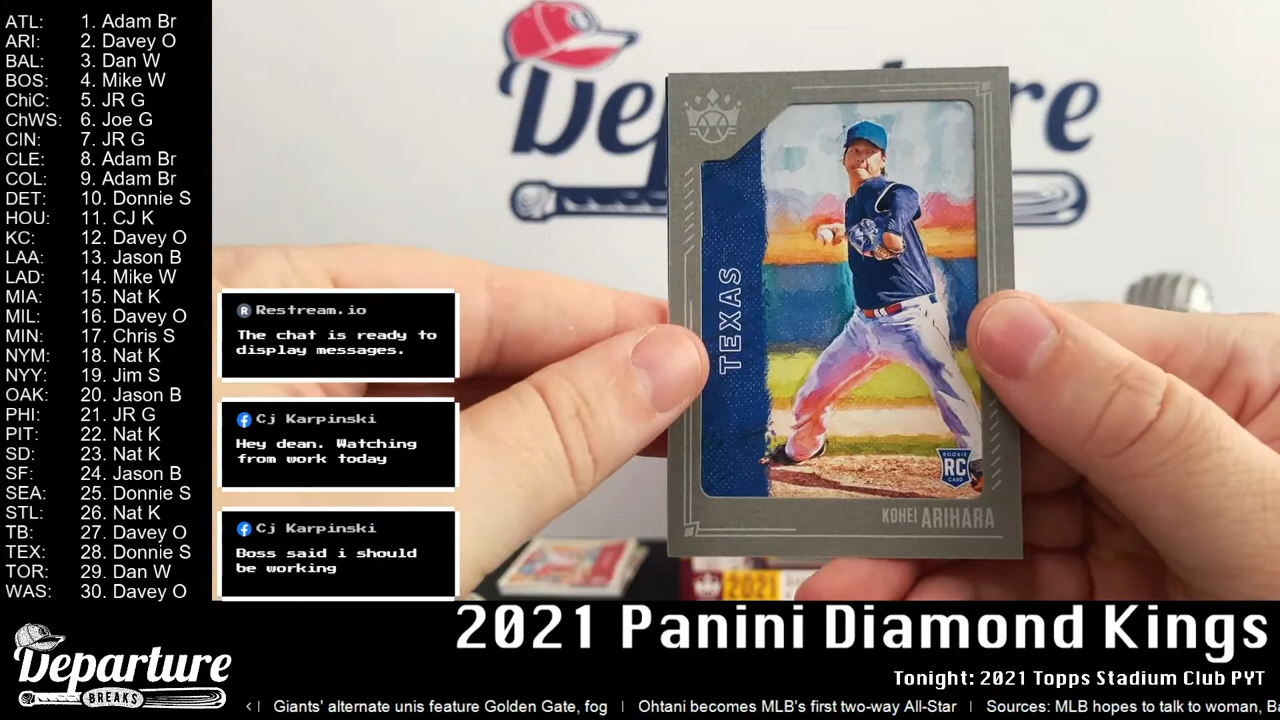 ATL: 1. Adam Br
ARI: 2. Davey O
BAL: 3. Dan W
BOS: 4. Mike W
ChiC: 5. JR G
ChWS: 6. Joe G
CIN: 7. JR G
CLE: 8. Adam Br
COL: 9. Adam Br
DET: 10. Donnie S
HOU: 11. CJ K
KC: 12. Davey O
LAA: 13. Jason B
LAD: 14. Mike W
MIA: 15. Nat K
MIL: 16. Davey O
MIN: 17. Chris S
NYM: 18. Nat K
NYY: 19. Jim S
OAK: 20. Jason B
PHI: 21. JR G
PIT: 22. Nat K
SD: 23. Nat K
SF: 24. Jason B
SEA: 25. Donnie S
STL: 26. Nat K
TB: 27. Davey O
TEX: 28. Donnie S
TOR: 29. Dan W
WAS: 30. Davey O
R Restream.io
The chat is ready to
display messages.
Cj Karpinski
Hey dean. Watching
from work today
Cj Karpinski
Boss said i should
be working
De re
TEXAS
ROOKIE
RC
CARD
KOHEI ARIHARA
2021
2021 Panini Diamond Kings
Tonight: 2021 Topps Stadium Club PYT
Departure
BREAKS
Giants' alternate unis feature Golden Gate, fog | Ohtani becomes MLB's first two-way All-Star | Sources: MLB hopes to talk to woman, Ba